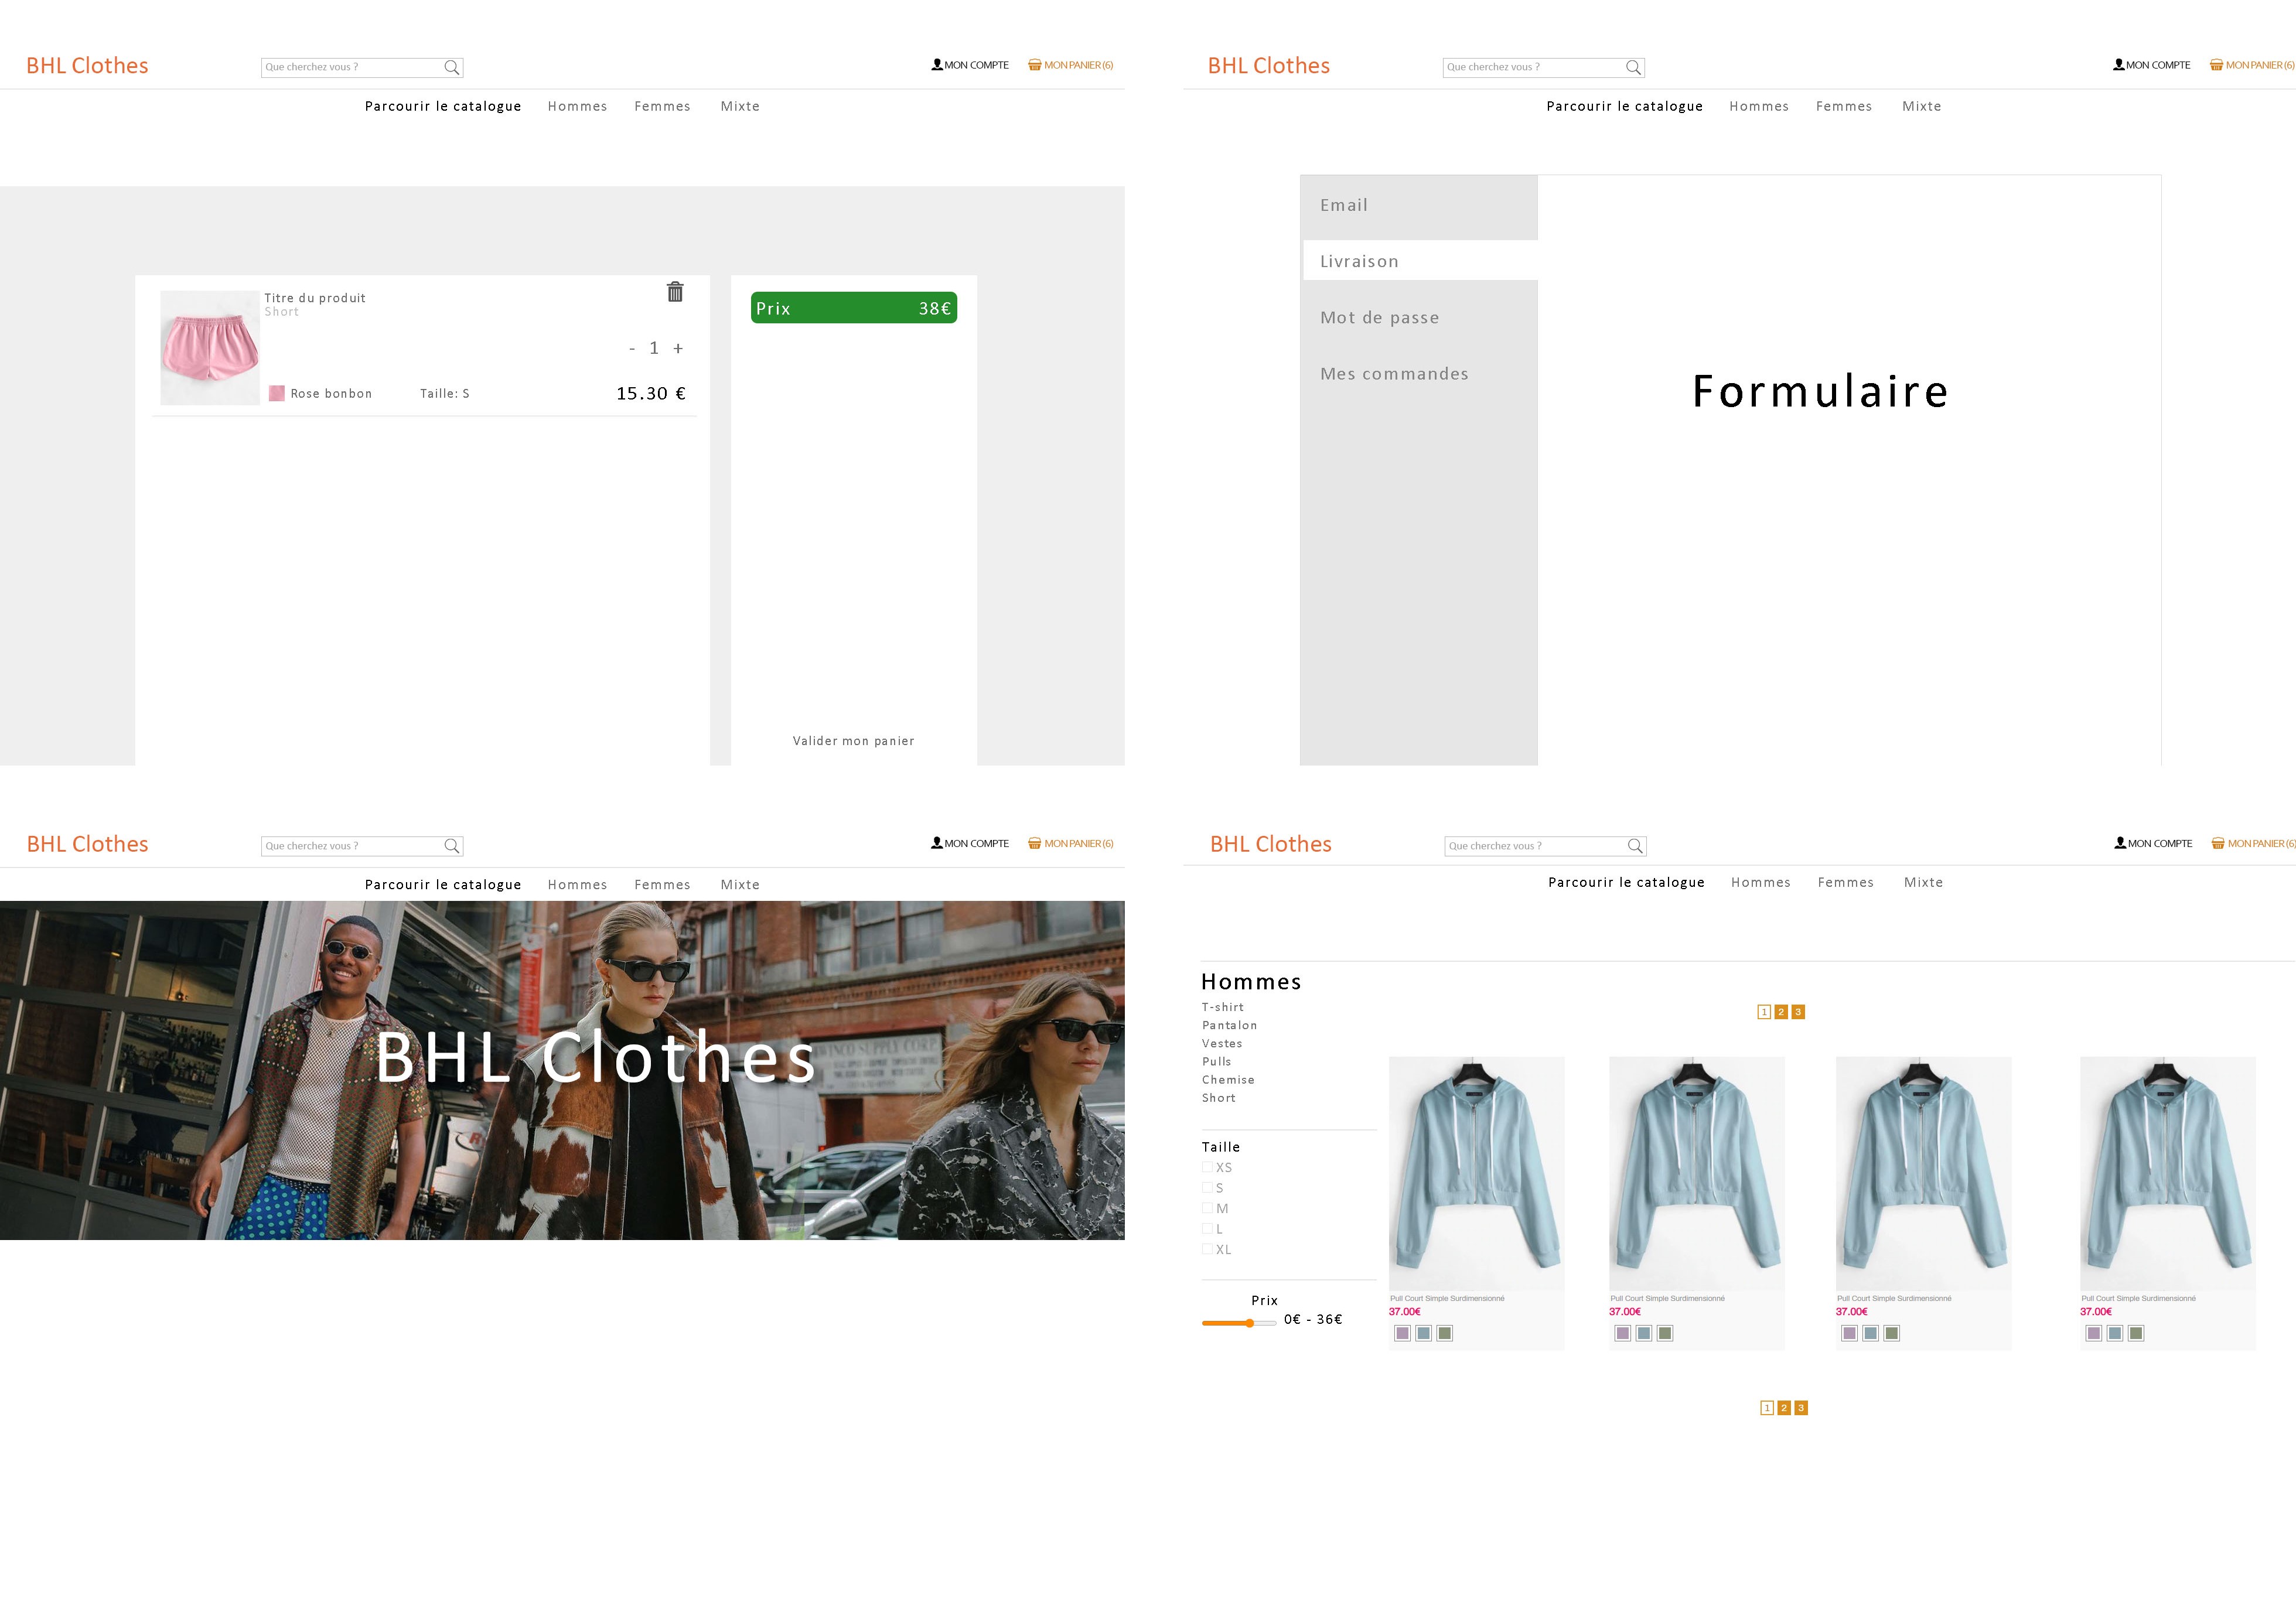 BHL Clothes
Que cherchez vous ?
MON COMPTE
MON PANIER (6)
Parcourir le catalogue Hommes Femmes Mixte
Titre du produit
Short
- 1 +
Rose bonbon Taille: S 15.30 €
Prix 38€
Valider mon panier
BHL Clothes
Que cherchez vous ?
MON COMPTE
MON PANIER (6)
Parcourir le catalogue Hommes Femmes Mixte
Email
Livraison
Mot de passe
Mes commandes
Formulaire
BHL Clothes
Que cherchez vous ?
MON COMPTE
MON PANIER (6)
Parcourir le catalogue Hommes Femmes Mixte
BHL Clothes
BHL Clothes
Que cherchez vous ?
MON COMPTE
MON PANIER (6)
Parcourir le catalogue Hommes Femmes Mixte
Hommes
T-shirt
Pantalon
Vestes
Pulls
Chemise
Short
Taille
XS
S
M
L
XL
Prix
0€ - 36€
1 2 3
Pull Court Simple Surdimensionné
37.00€
Pull Court Simple Surdimensionné
37.00€
Pull Court Simple Surdimensionné
37.00€
Pull Court Simple Surdimensionné
37.00€
1 2 3